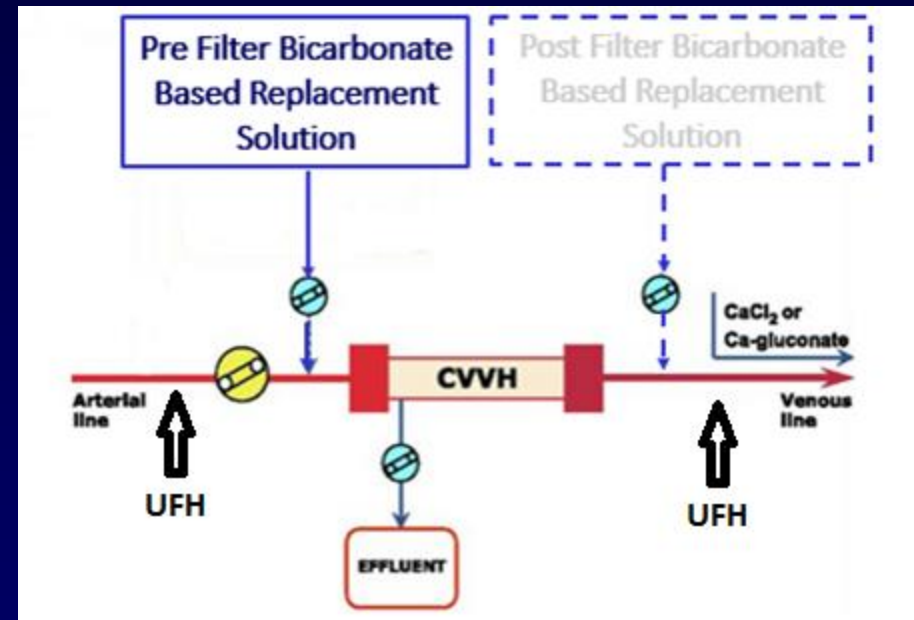 Pre Filter Bicarbonate
Based Replacement
Solution
Post Filter Bicarbonate
Based Replacement
Solution
CaCl₂ or
Ca-gluconate
CVVH
Arterial
line
Venous
line
UFH
UFH
EFFLUENT